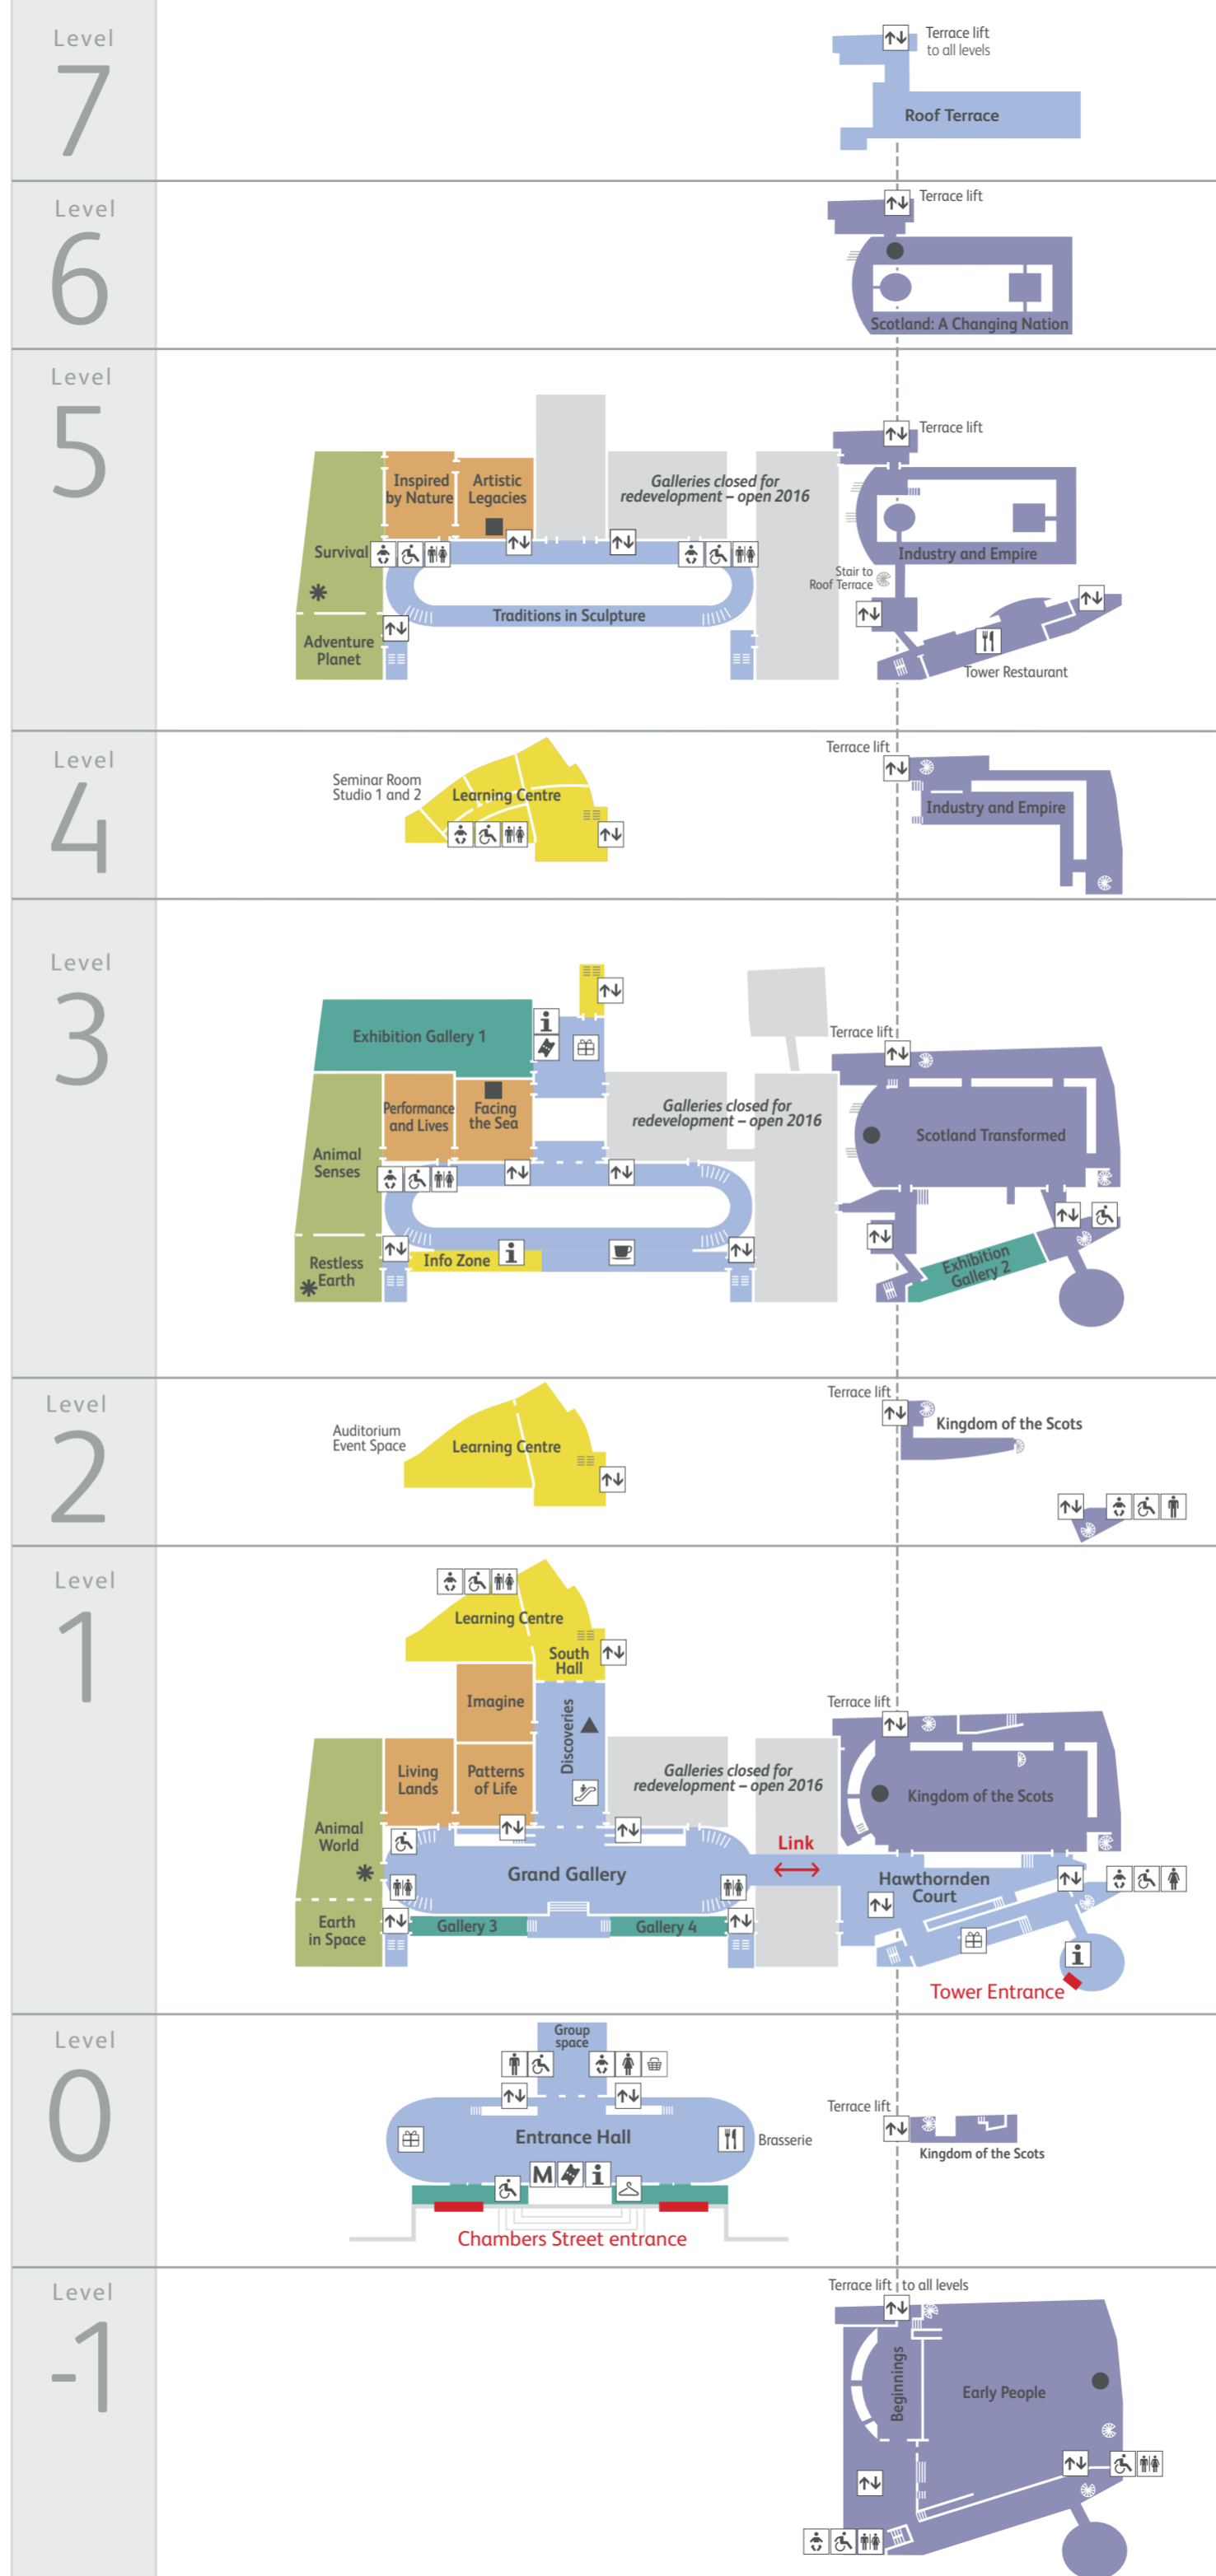 Level
7
Terrace lift
to all levels
Roof Terrace
Level
6
Terrace lift
Scotland: A Changing Nation
Level
5
Terrace lift
Inspired
by Nature
Artistic
Legacies
Galleries closed for
redevelopment – open 2016
Survival
Industry and Empire
Stair to
Roof Terrace
Traditions in Sculpture
Adventure
Planet
Tower Restaurant
Level
4
Terrace lift
Seminar Room
Studio 1 and 2
Learning Centre
Industry and Empire
Level
3
Exhibition Gallery 1
Terrace lift
Performance
and Lives
Facing
the Sea
Galleries closed for
redevelopment – open 2016
Scotland Transformed
Animal
Senses
Restless
Earth
Info Zone
Exhibition
Gallery 2
Level
2
Terrace lift
Auditorium
Event Space
Learning Centre
Kingdom of the Scots
Level
1
Learning Centre
South
Hall
Imagine
Discoveries
Terrace lift
Living
Lands
Patterns
of Life
Galleries closed for
redevelopment – open 2016
Kingdom of the Scots
Animal
World
Link
Grand Gallery
Hawthornden
Court
Earth
in Space
Gallery 3
Gallery 4
Tower Entrance
Level
0
Group
space
Terrace lift
Entrance Hall
Brasserie
Kingdom of the Scots
M
Chambers Street entrance
Level
-1
Terrace lift to all levels
Beginnings
Early People